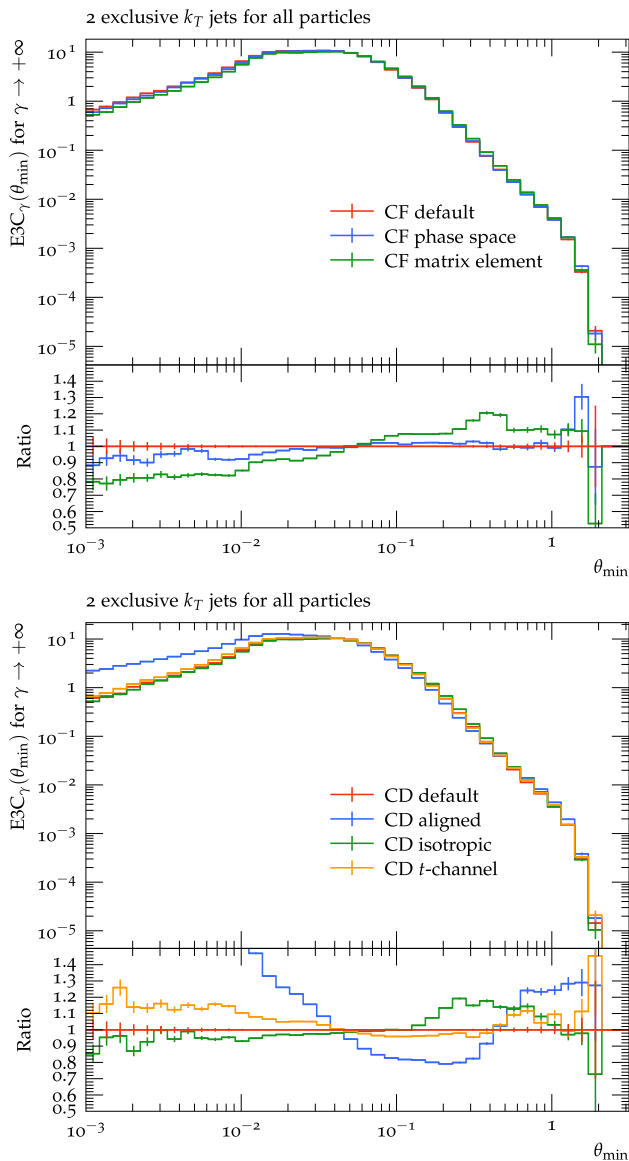 2 exclusive k_T jets for all particles
E3C_γ(θ_min) for γ → +∞
10^1
1
10^−1
10^−2
10^−3
10^−4
10^−5
CF default
CF phase space
CF matrix element
Ratio
1.4
1.3
1.2
1.1
1
0.9
0.8
0.7
0.6
0.5
10^−3
10^−2
10^−1
1
θ_min
2 exclusive k_T jets for all particles
E3C_γ(θ_min) for γ → +∞
10^1
1
10^−1
10^−2
10^−3
10^−4
10^−5
CD default
CD aligned
CD isotropic
CD t-channel
Ratio
1.4
1.3
1.2
1.1
1
0.9
0.8
0.7
0.6
0.5
10^−3
10^−2
10^−1
1
θ_min